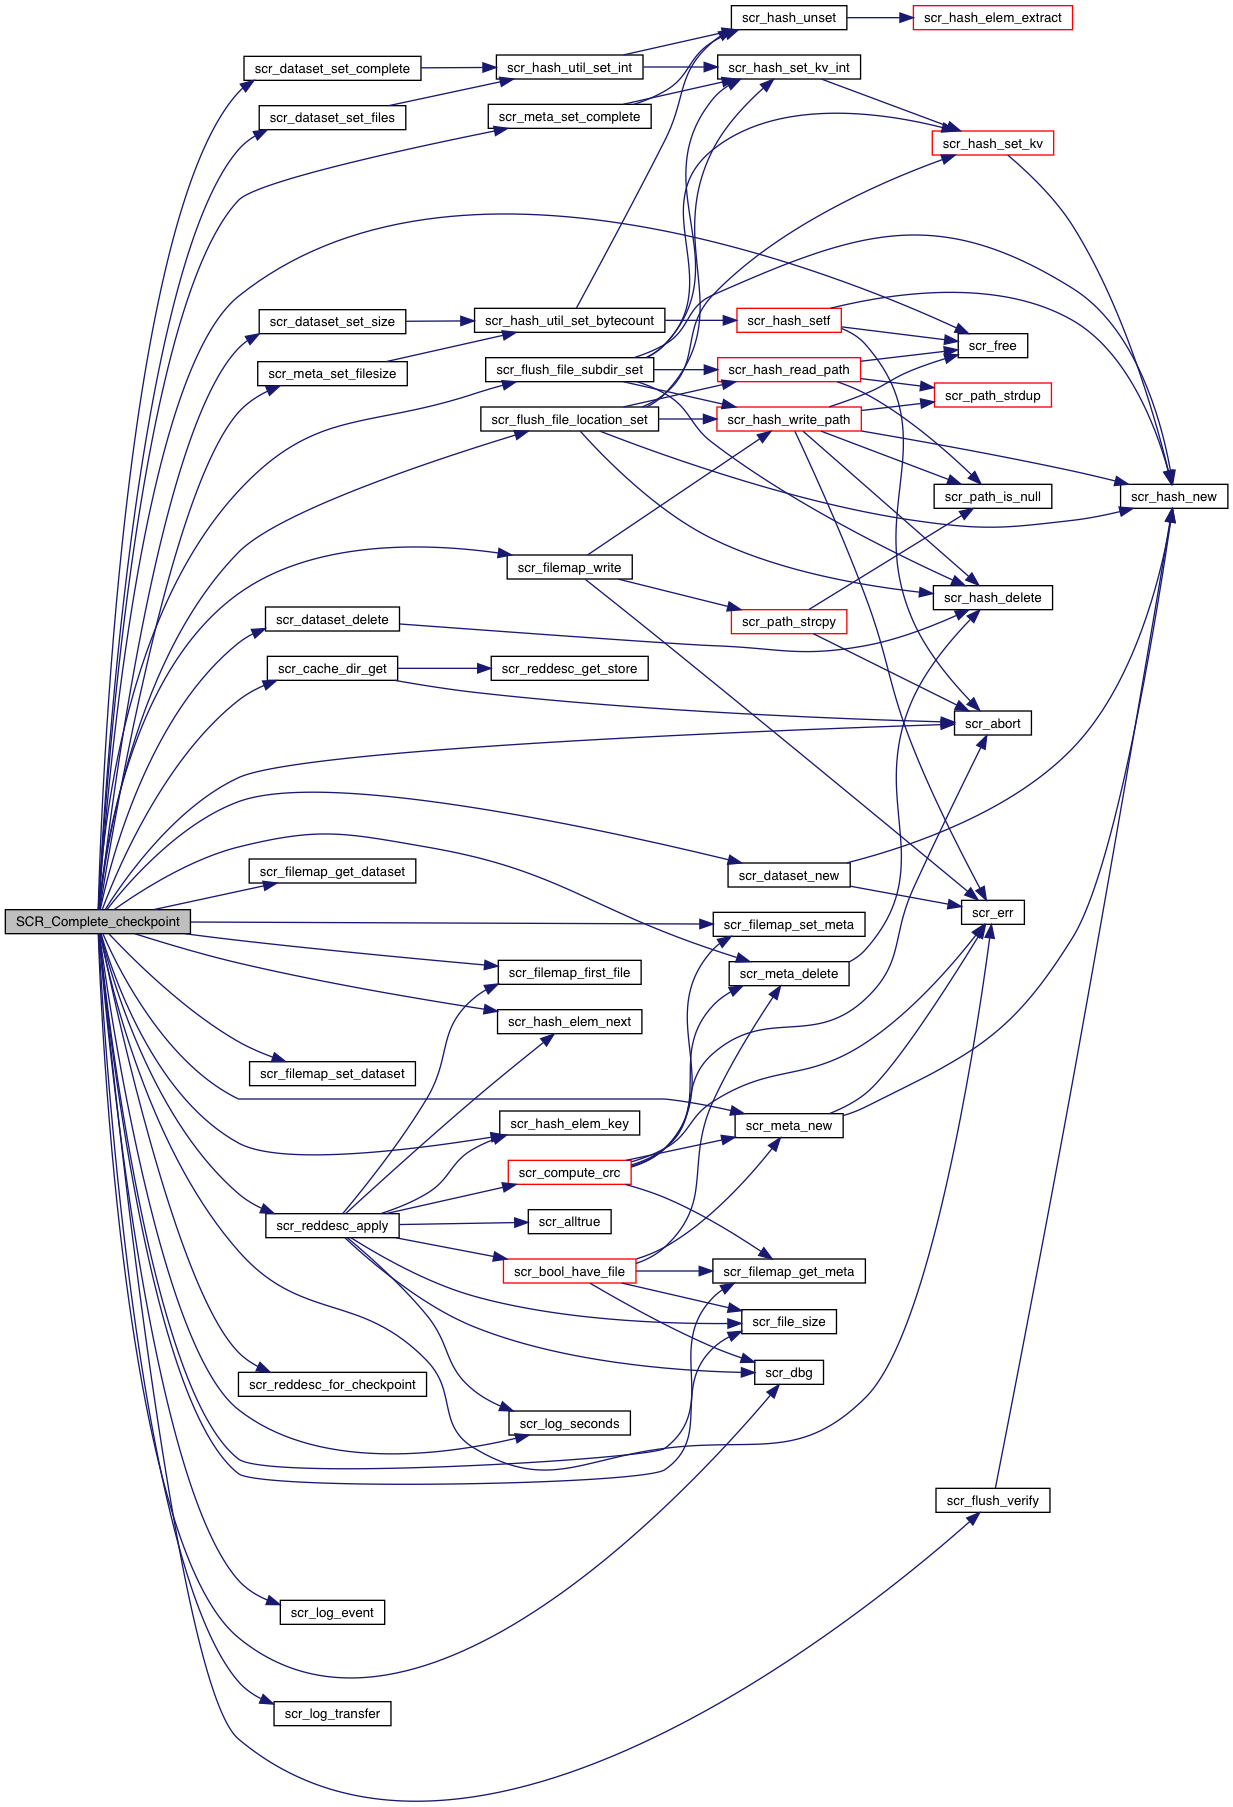 scr_hash_unset
scr_hash_elem_extract
scr_dataset_set_complete
scr_hash_util_set_int
scr_hash_set_kv_int
scr_dataset_set_files
scr_meta_set_complete
scr_hash_set_kv
scr_dataset_set_size
scr_hash_util_set_bytecount
scr_hash_setf
scr_free
scr_meta_set_filesize
scr_flush_file_subdir_set
scr_hash_read_path
scr_path_strdup
scr_flush_file_location_set
scr_hash_write_path
scr_path_is_null
scr_hash_new
scr_filemap_write
scr_hash_delete
scr_dataset_delete
scr_path_strcpy
scr_cache_dir_get
scr_reddesc_get_store
scr_abort
scr_filemap_get_dataset
scr_dataset_new
scr_err
SCR_Complete_checkpoint
scr_filemap_set_meta
scr_filemap_first_file
scr_meta_delete
scr_hash_elem_next
scr_filemap_set_dataset
scr_hash_elem_key
scr_meta_new
scr_compute_crc
scr_reddesc_apply
scr_alltrue
scr_bool_have_file
scr_filemap_get_meta
scr_file_size
scr_dbg
scr_reddesc_for_checkpoint
scr_log_seconds
scr_flush_verify
scr_log_event
scr_log_transfer